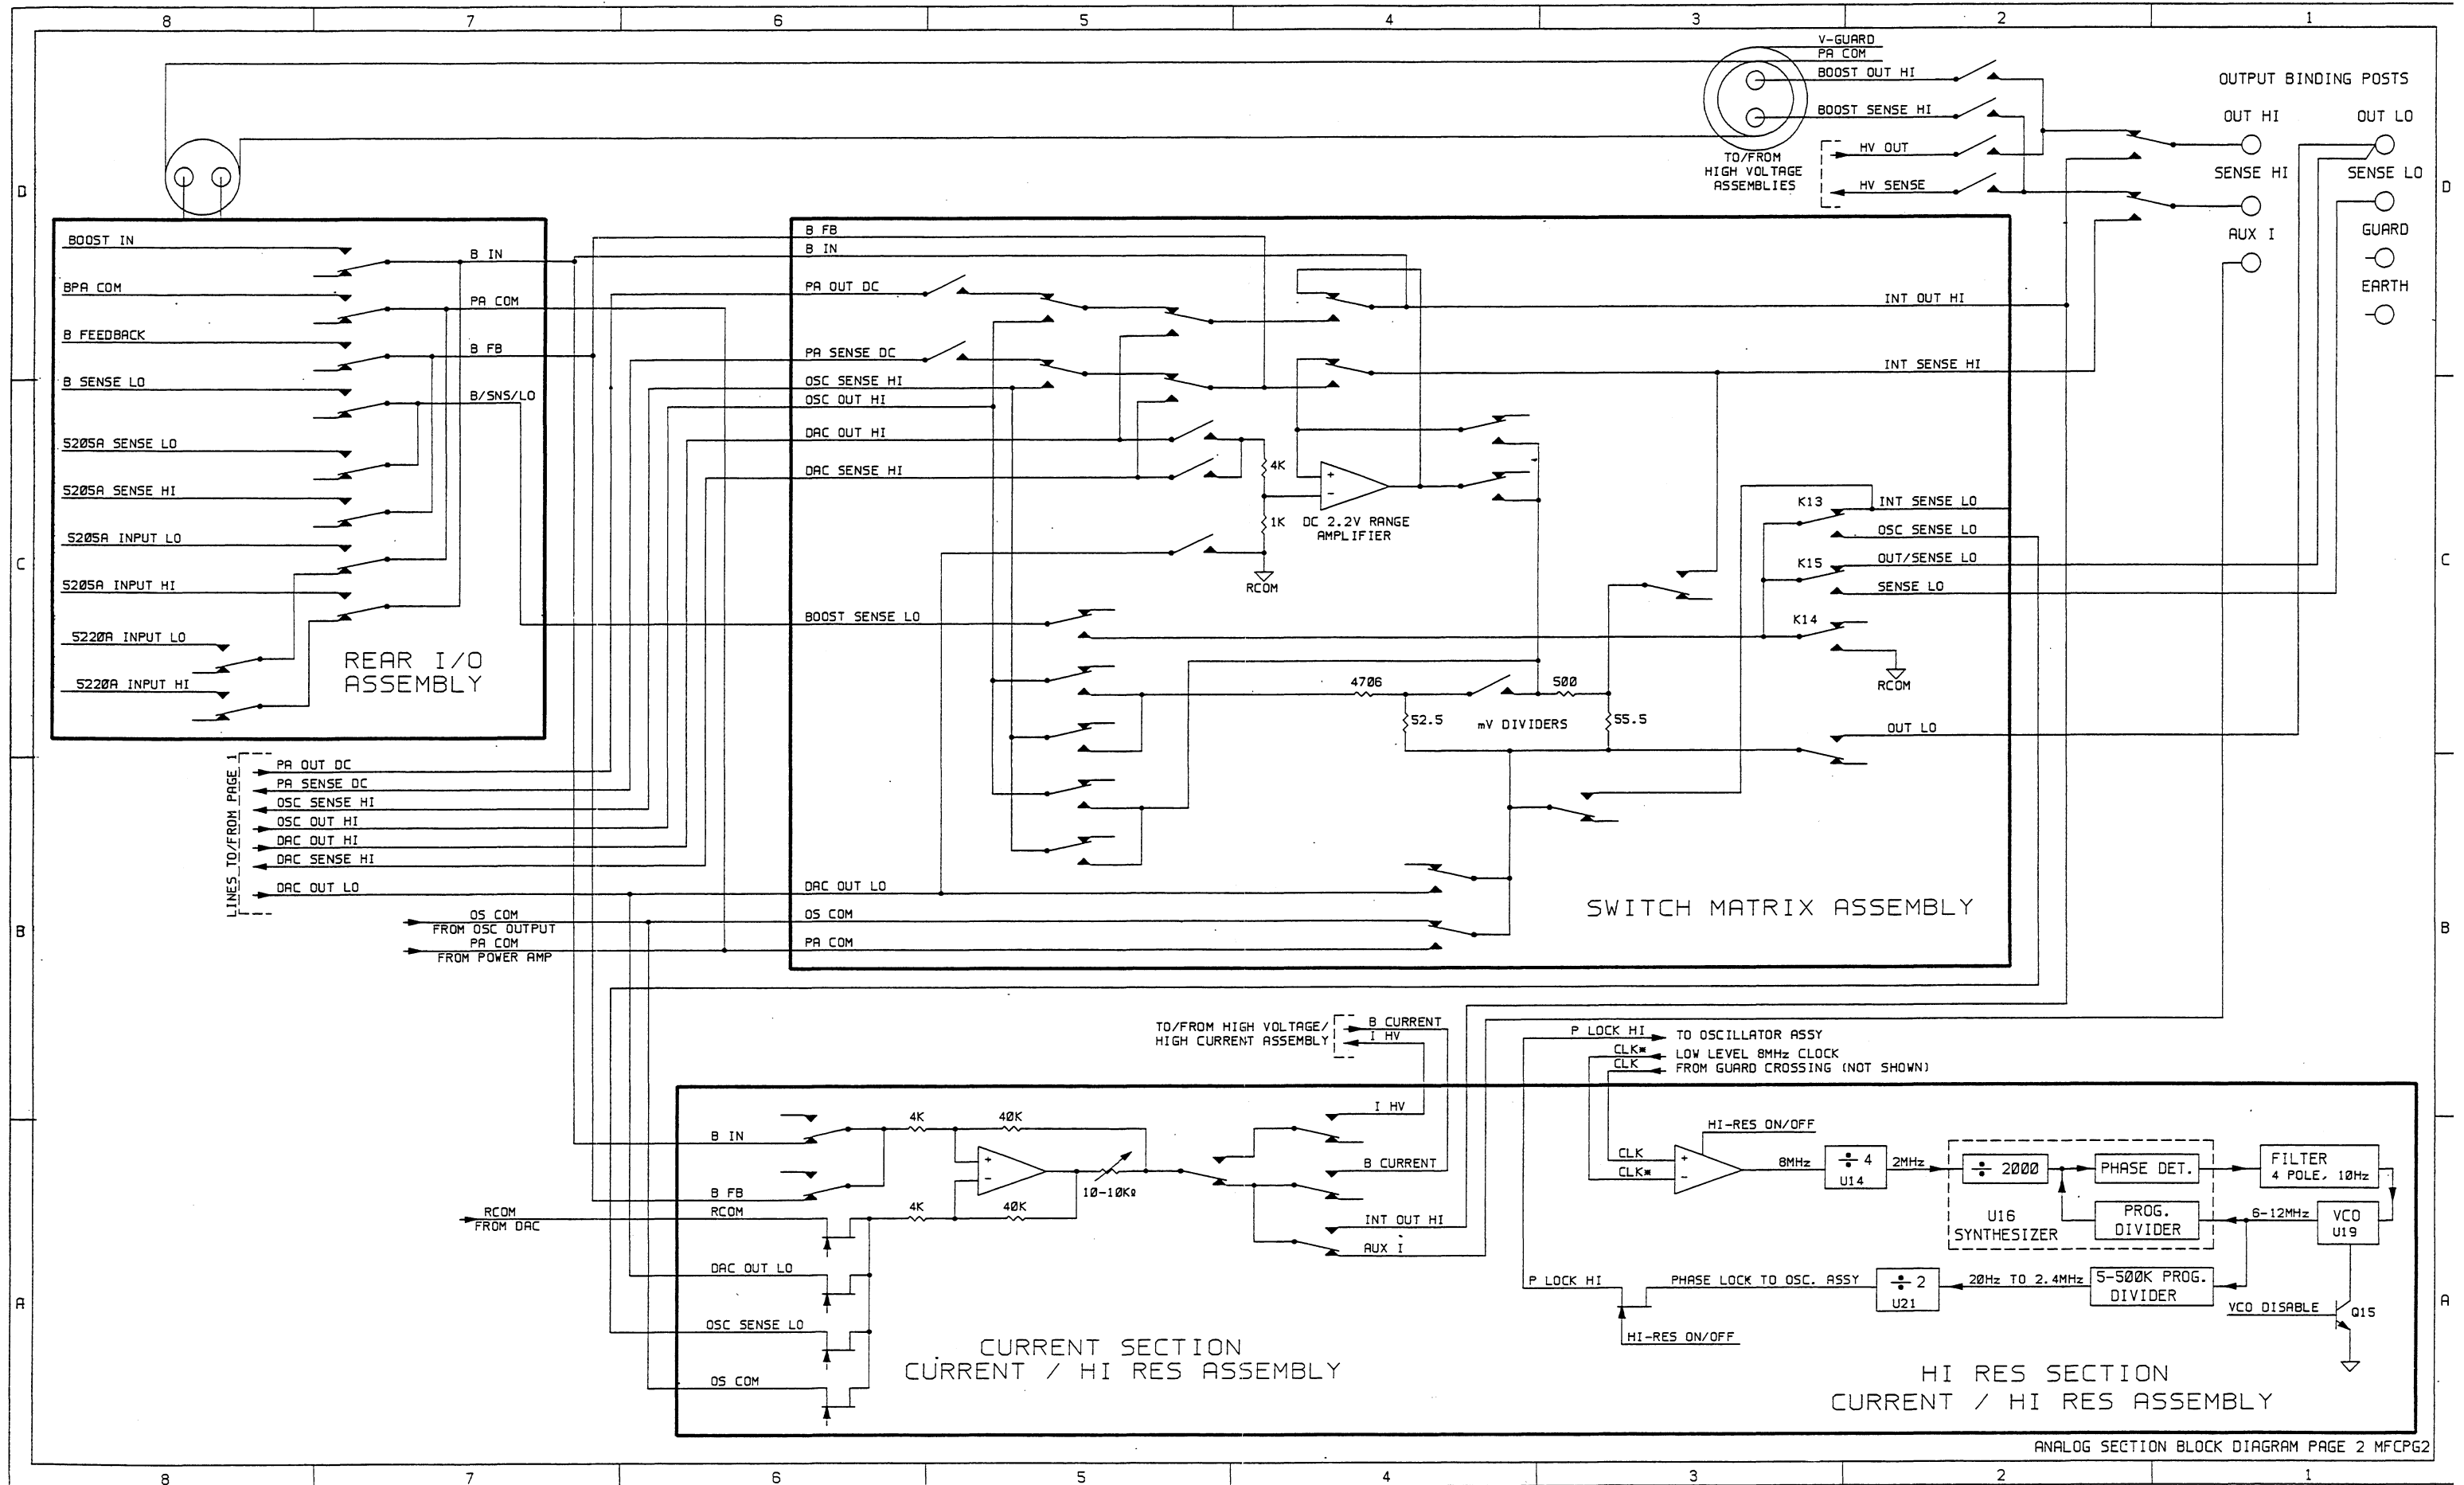 8 7 6 5 4 3 2 1
V-GUARD
PA COM
BOOST OUT HI
BOOST SENSE HI
TO/FROM
HIGH VOLTAGE
ASSEMBLIES
HV OUT
HV SENSE
OUTPUT BINDING POSTS
OUT HI
OUT LO
SENSE HI
SENSE LO
AUX I
GUARD
EARTH
D
D
BOOST IN
B IN
BPA COM
PA COM
B FEEDBACK
B FB
B SENSE LO
B/SNS/LO
5205A SENSE LO
5205A SENSE HI
5205A INPUT LO
5205A INPUT HI
5220A INPUT LO
5220A INPUT HI
REAR I/O
ASSEMBLY
B FB
B IN
PA OUT DC
PA SENSE DC
OSC SENSE HI
OSC OUT HI
DAC OUT HI
DAC SENSE HI
4K
1K
+
-
DC 2.2V RANGE
AMPLIFIER
RCOM
INT OUT HI
INT SENSE HI
K13
INT SENSE LO
OSC SENSE LO
K15
OUT/SENSE LO
SENSE LO
K14
RCOM
C
C
BOOST SENSE LO
4706
500
52.5
mV DIVIDERS
55.5
OUT LO
LINES TO/FROM PAGE 1
PA OUT DC
PA SENSE DC
OSC SENSE HI
OSC OUT HI
DAC OUT HI
DAC SENSE HI
DAC OUT LO
DAC OUT LO
OS COM
FROM OSC OUTPUT
OS COM
PA COM
FROM POWER AMP
PA COM
SWITCH MATRIX ASSEMBLY
B
B
TO/FROM HIGH VOLTAGE/
HIGH CURRENT ASSEMBLY
B CURRENT
I HV
P LOCK HI
TO OSCILLATOR ASSY
CLK*
LOW LEVEL 8MHz CLOCK
CLK
FROM GUARD CROSSING (NOT SHOWN)
B IN
B FB
RCOM
FROM DAC
RCOM
DAC OUT LO
OSC SENSE LO
OS COM
4K
40K
+
-
4K
40K
10-10KΩ
I HV
B CURRENT
INT OUT HI
AUX I
CURRENT SECTION
CURRENT / HI RES ASSEMBLY
HI-RES ON/OFF
CLK
CLK*
+
-
8MHz
÷ 4
U14
2MHz
÷ 2000
PHASE DET.
FILTER
4 POLE, 10Hz
U16
SYNTHESIZER
PROG.
DIVIDER
6-12MHz
VCO
U19
P LOCK HI
PHASE LOCK TO OSC. ASSY
÷ 2
U21
20Hz TO 2.4MHz
5-500K PROG.
DIVIDER
VCO DISABLE
Q15
HI-RES ON/OFF
HI RES SECTION
CURRENT / HI RES ASSEMBLY
A
A
ANALOG SECTION BLOCK DIAGRAM PAGE 2 MFCPG2
8 7 6 5 4 3 2 1